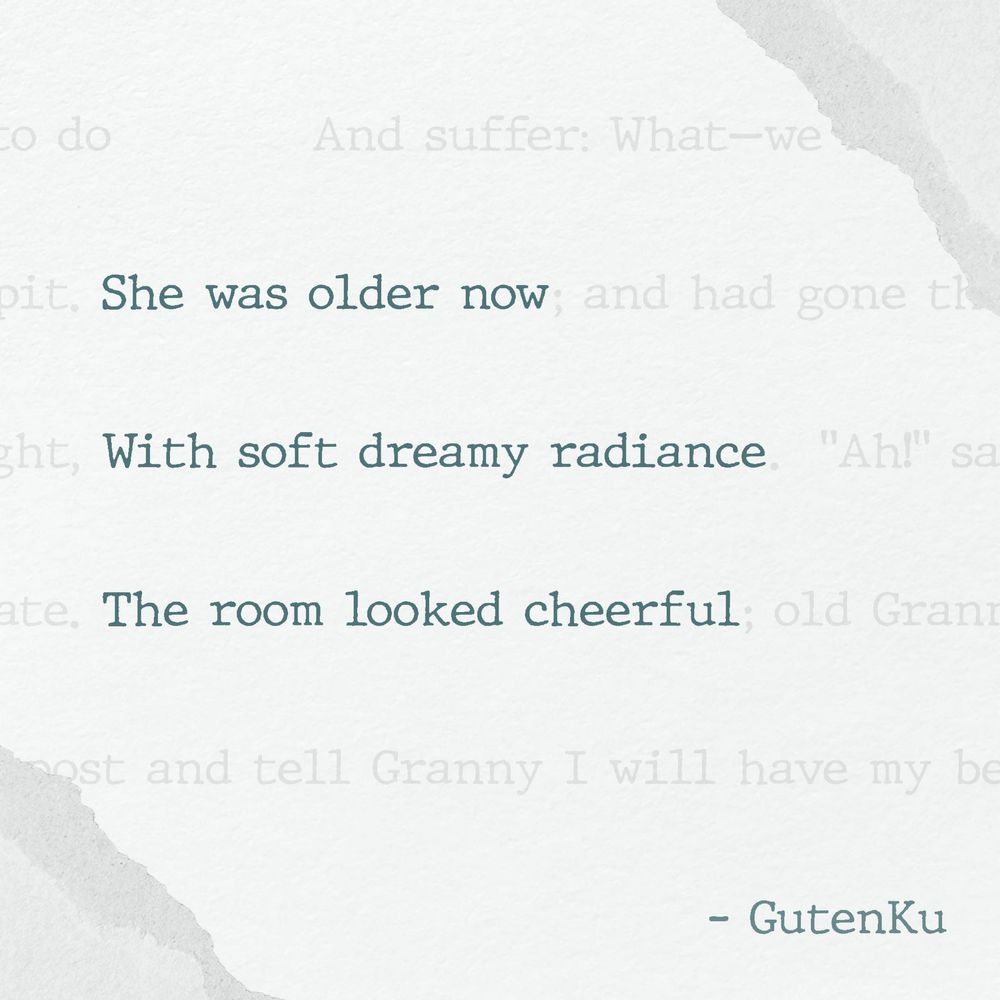 to do And suffer: What—we
pit. She was older now; and had gone th
ght, With soft dreamy radiance. "Ah!" sa
ate. The room looked cheerful; old Grann
post and tell Granny I will have my be
- GutenKu